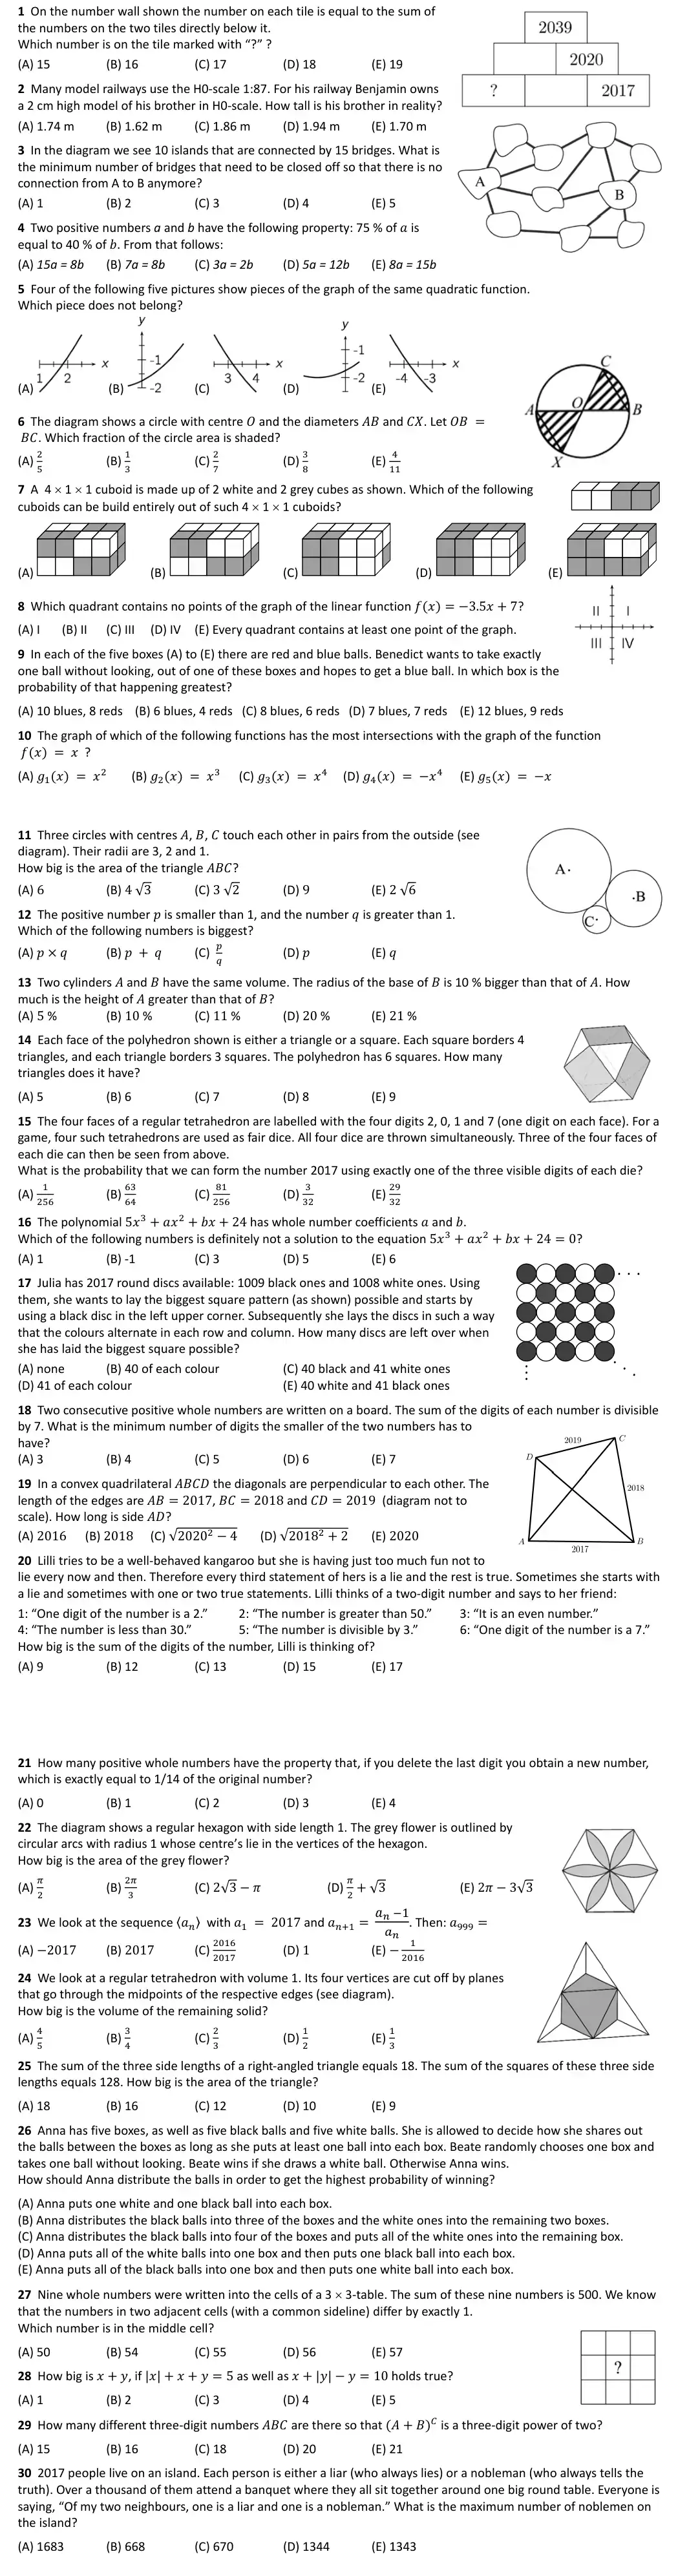 1 On the number wall shown the number on each tile is equal to the sum of
the numbers on the two tiles directly below it.
Which number is on the tile marked with “?” ?
(A) 15 (B) 16 (C) 17 (D) 18 (E) 19
2039
2020
? 2017
2 Many model railways use the H0-scale 1:87. For his railway Benjamin owns
a 2 cm high model of his brother in H0-scale. How tall is his brother in reality?
(A) 1.74 m (B) 1.62 m (C) 1.86 m (D) 1.94 m (E) 1.70 m
3 In the diagram we see 10 islands that are connected by 15 bridges. What is
the minimum number of bridges that need to be closed off so that there is no
connection from A to B anymore?
(A) 1 (B) 2 (C) 3 (D) 4 (E) 5
A
B
4 Two positive numbers a and b have the following property: 75 % of a is
equal to 40 % of b. From that follows:
(A) 15a = 8b (B) 7a = 8b (C) 3a = 2b (D) 5a = 12b (E) 8a = 15b
5 Four of the following five pictures show pieces of the graph of the same quadratic function.
Which piece does not belong?
(A) 1 2 x (B) y -1 -2 (C) 3 4 x (D) y -1 -2 (E) -4 -3 x
6 The diagram shows a circle with centre O and the diameters AB and CX. Let OB =
BC. Which fraction of the circle area is shaded?
(A) 2/5 (B) 1/3 (C) 2/7 (D) 3/8 (E) 4/11
C
A O B
X
7 A 4 × 1 × 1 cuboid is made up of 2 white and 2 grey cubes as shown. Which of the following
cuboids can be build entirely out of such 4 × 1 × 1 cuboids?
(A) (B) (C) (D) (E)
8 Which quadrant contains no points of the graph of the linear function f(x) = −3.5x + 7?
(A) I (B) II (C) III (D) IV (E) Every quadrant contains at least one point of the graph.
II I
III IV
9 In each of the five boxes (A) to (E) there are red and blue balls. Benedict wants to take exactly
one ball without looking, out of one of these boxes and hopes to get a blue ball. In which box is the
probability of that happening greatest?
(A) 10 blues, 8 reds (B) 6 blues, 4 reds (C) 8 blues, 6 reds (D) 7 blues, 7 reds (E) 12 blues, 9 reds
10 The graph of which of the following functions has the most intersections with the graph of the function
f(x) = x ?
(A) g₁(x) = x² (B) g₂(x) = x³ (C) g₃(x) = x⁴ (D) g₄(x) = −x⁴ (E) g₅(x) = −x
11 Three circles with centres A, B, C touch each other in pairs from the outside (see
diagram). Their radii are 3, 2 and 1.
How big is the area of the triangle ABC?
(A) 6 (B) 4 √3 (C) 3 √2 (D) 9 (E) 2 √6
A·
·B
C·
12 The positive number p is smaller than 1, and the number q is greater than 1.
Which of the following numbers is biggest?
(A) p × q (B) p + q (C) p/q (D) p (E) q
13 Two cylinders A and B have the same volume. The radius of the base of B is 10 % bigger than that of A. How
much is the height of A greater than that of B?
(A) 5 % (B) 10 % (C) 11 % (D) 20 % (E) 21 %
14 Each face of the polyhedron shown is either a triangle or a square. Each square borders 4
triangles, and each triangle borders 3 squares. The polyhedron has 6 squares. How many
triangles does it have?
(A) 5 (B) 6 (C) 7 (D) 8 (E) 9
15 The four faces of a regular tetrahedron are labelled with the four digits 2, 0, 1 and 7 (one digit on each face). For a
game, four such tetrahedrons are used as fair dice. All four dice are thrown simultaneously. Three of the four faces of
each die can then be seen from above.
What is the probability that we can form the number 2017 using exactly one of the three visible digits of each die?
(A) 1/256 (B) 63/64 (C) 81/256 (D) 3/32 (E) 29/32
16 The polynomial 5x³ + ax² + bx + 24 has whole number coefficients a and b.
Which of the following numbers is definitely not a solution to the equation 5x³ + ax² + bx + 24 = 0?
(A) 1 (B) -1 (C) 3 (D) 5 (E) 6
17 Julia has 2017 round discs available: 1009 black ones and 1008 white ones. Using
them, she wants to lay the biggest square pattern (as shown) possible and starts by
using a black disc in the left upper corner. Subsequently she lays the discs in such a way
that the colours alternate in each row and column. How many discs are left over when
she has laid the biggest square possible?
(A) none (B) 40 of each colour (C) 40 black and 41 white ones
(D) 41 of each colour (E) 40 white and 41 black ones
18 Two consecutive positive whole numbers are written on a board. The sum of the digits of each number is divisible
by 7. What is the minimum number of digits the smaller of the two numbers has to
have?
(A) 3 (B) 4 (C) 5 (D) 6 (E) 7
19 In a convex quadrilateral ABCD the diagonals are perpendicular to each other. The
length of the edges are AB = 2017, BC = 2018 and CD = 2019 (diagram not to
scale). How long is side AD?
(A) 2016 (B) 2018 (C) √(2020² − 4) (D) √(2018² + 2) (E) 2020
2019 C
D
2018
A B
2017
20 Lilli tries to be a well-behaved kangaroo but she is having just too much fun not to
lie every now and then. Therefore every third statement of hers is a lie and the rest is true. Sometimes she starts with
a lie and sometimes with one or two true statements. Lilli thinks of a two-digit number and says to her friend:
1: “One digit of the number is a 2.” 2: “The number is greater than 50.” 3: “It is an even number.”
4: “The number is less than 30.” 5: “The number is divisible by 3.” 6: “One digit of the number is a 7.”
How big is the sum of the digits of the number, Lilli is thinking of?
(A) 9 (B) 12 (C) 13 (D) 15 (E) 17
21 How many positive whole numbers have the property that, if you delete the last digit you obtain a new number,
which is exactly equal to 1/14 of the original number?
(A) 0 (B) 1 (C) 2 (D) 3 (E) 4
22 The diagram shows a regular hexagon with side length 1. The grey flower is outlined by
circular arcs with radius 1 whose centre’s lie in the vertices of the hexagon.
How big is the area of the grey flower?
(A) π/2 (B) 2π/3 (C) 2√3 − π (D) π/2 + √3 (E) 2π − 3√3
23 We look at the sequence ⟨aₙ⟩ with a₁ = 2017 and aₙ₊₁ = (aₙ −1)/aₙ. Then: a₉₉₉ =
(A) −2017 (B) 2017 (C) 2016/2017 (D) 1 (E) − 1/2016
24 We look at a regular tetrahedron with volume 1. Its four vertices are cut off by planes
that go through the midpoints of the respective edges (see diagram).
How big is the volume of the remaining solid?
(A) 4/5 (B) 3/4 (C) 2/3 (D) 1/2 (E) 1/3
25 The sum of the three side lengths of a right-angled triangle equals 18. The sum of the squares of these three side
lengths equals 128. How big is the area of the triangle?
(A) 18 (B) 16 (C) 12 (D) 10 (E) 9
26 Anna has five boxes, as well as five black balls and five white balls. She is allowed to decide how she shares out
the balls between the boxes as long as she puts at least one ball into each box. Beate randomly chooses one box and
takes one ball without looking. Beate wins if she draws a white ball. Otherwise Anna wins.
How should Anna distribute the balls in order to get the highest probability of winning?
(A) Anna puts one white and one black ball into each box.
(B) Anna distributes the black balls into three of the boxes and the white ones into the remaining two boxes.
(C) Anna distributes the black balls into four of the boxes and puts all of the white ones into the remaining box.
(D) Anna puts all of the white balls into one box and then puts one black ball into each box.
(E) Anna puts all of the black balls into one box and then puts one white ball into each box.
27 Nine whole numbers were written into the cells of a 3 × 3-table. The sum of these nine numbers is 500. We know
that the numbers in two adjacent cells (with a common sideline) differ by exactly 1.
Which number is in the middle cell?
(A) 50 (B) 54 (C) 55 (D) 56 (E) 57
?
28 How big is x + y, if |x| + x + y = 5 as well as x + |y| − y = 10 holds true?
(A) 1 (B) 2 (C) 3 (D) 4 (E) 5
29 How many different three-digit numbers ABC are there so that (A + B)^C is a three-digit power of two?
(A) 15 (B) 16 (C) 18 (D) 20 (E) 21
30 2017 people live on an island. Each person is either a liar (who always lies) or a nobleman (who always tells the
truth). Over a thousand of them attend a banquet where they all sit together around one big round table. Everyone is
saying, “Of my two neighbours, one is a liar and one is a nobleman.” What is the maximum number of noblemen on
the island?
(A) 1683 (B) 668 (C) 670 (D) 1344 (E) 1343